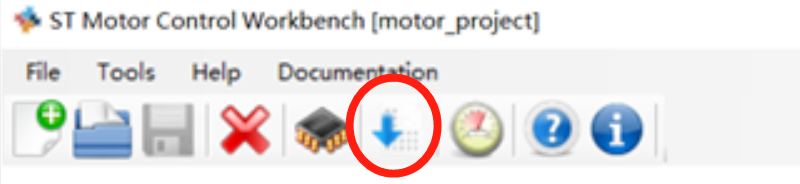 ST Motor Control Workbench [motor_project]
File Tools Help Documentation